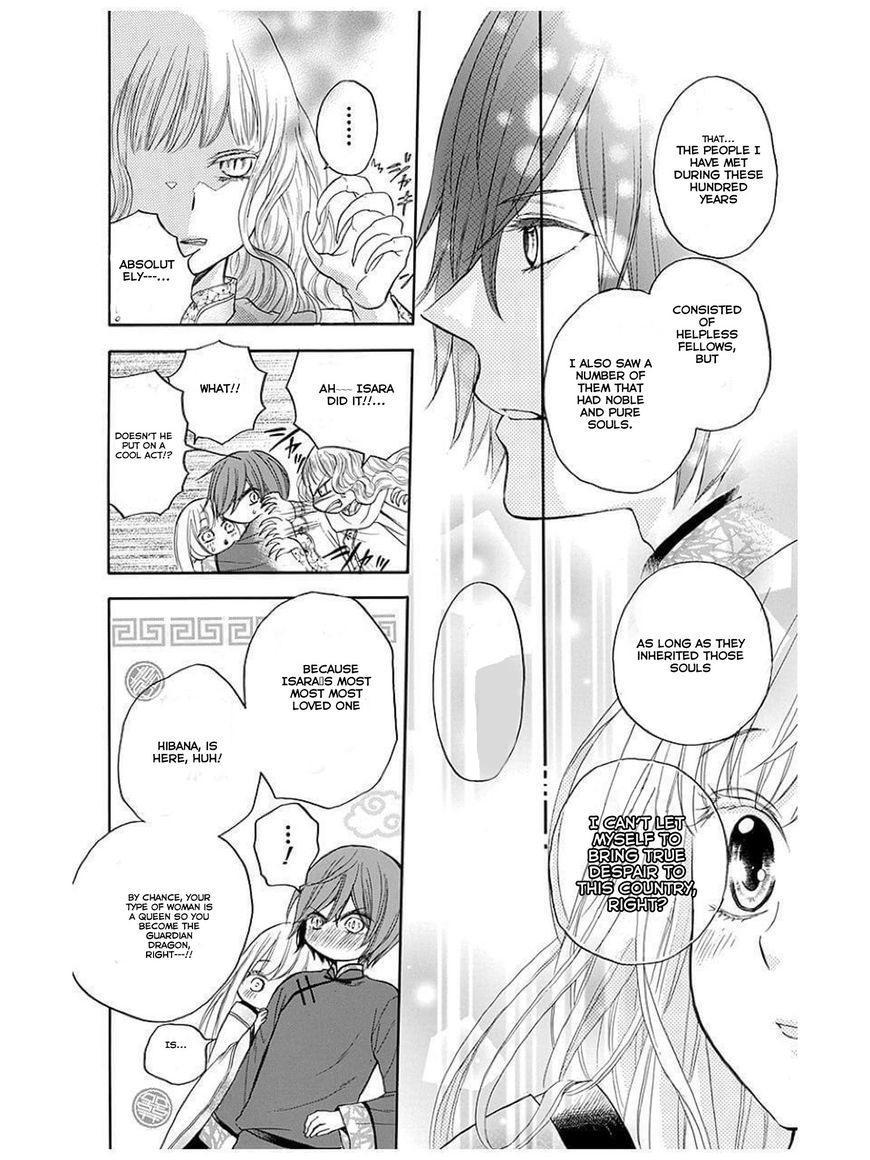 THAT...
THE PEOPLE I
HAVE MET
DURING THESE
HUNDRED
YEARS
CONSISTED
OF
HELPLESS
FELLOWS,
BUT
I ALSO SAW A
NUMBER OF
THEM THAT
HAD NOBLE
AND PURE
SOULS.
AS LONG AS THEY
INHERITED THOSE
SOULS
I CAN'T LET
MYSELF TO
BRING TRUE
DESPAIR TO
THIS COUNTRY,
RIGHT?
......
ABSOLUT
ELY---...
AH~~~ ISARA
DID IT!!...
WHAT!!
DOESN'T HE
PUT ON A
COOL ACT!?
BECAUSE
ISARA▯S MOST
MOST MOST
LOVED ONE
HIBANA, IS
HERE, HUH!
...!
BY CHANCE, YOUR
TYPE OF WOMAN IS
A QUEEN SO YOU
BECOME THE
GUARDIAN
DRAGON,
RIGHT---!!
IS...